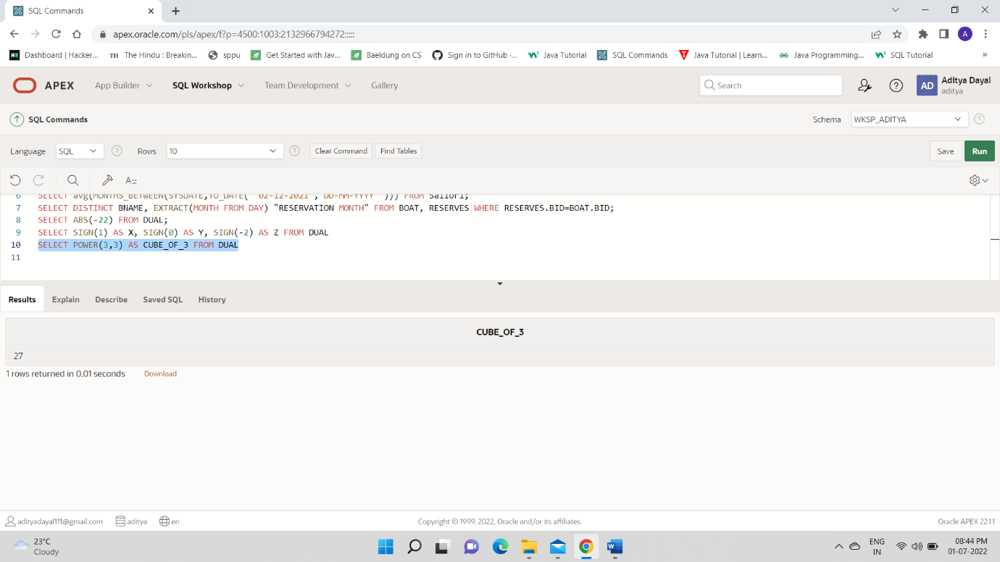 SQL Commands
apex.oracle.com/pls/apex/f?p=4500:1003:2132966794272:::::
A
Dashboard | Hacker... TH The Hindu : Breakin... sppu Get Started with Jav... Baeldung on CS Sign in to GitHub ·... Java Tutorial SQL Commands Java Tutorial | Learn... Java Programming... SQL Tutorial »
APEX App Builder SQL Workshop Team Development Gallery Search AD Aditya Dayal
aditya
SQL Commands Schema WKSP_ADITYA
Language SQL Rows 10 Clear Command Find Tables Save Run
6 SELECT avg(MONTHS_BETWEEN(SYSDATE,TO_DATE(' 02-12-2021 ,'DD-MM-YYYY' ))) FROM Sailor1;
7 SELECT DISTINCT BNAME, EXTRACT(MONTH FROM DAY) "RESERVATION MONTH" FROM BOAT, RESERVES WHERE RESERVES.BID=BOAT.BID;
8 SELECT ABS(-22) FROM DUAL;
9 SELECT SIGN(1) AS X, SIGN(0) AS Y, SIGN(-2) AS Z FROM DUAL
10 SELECT POWER(3,3) AS CUBE_OF_3 FROM DUAL
11
Results Explain Describe Saved SQL History
CUBE_OF_3
27
1 rows returned in 0.01 seconds Download
adityadayal111@gmail.com aditya en Copyright © 1999, 2022, Oracle and/or its affiliates. Oracle APEX 22.1.1
23°C
Cloudy
ENG
IN
08:44 PM
01-07-2022